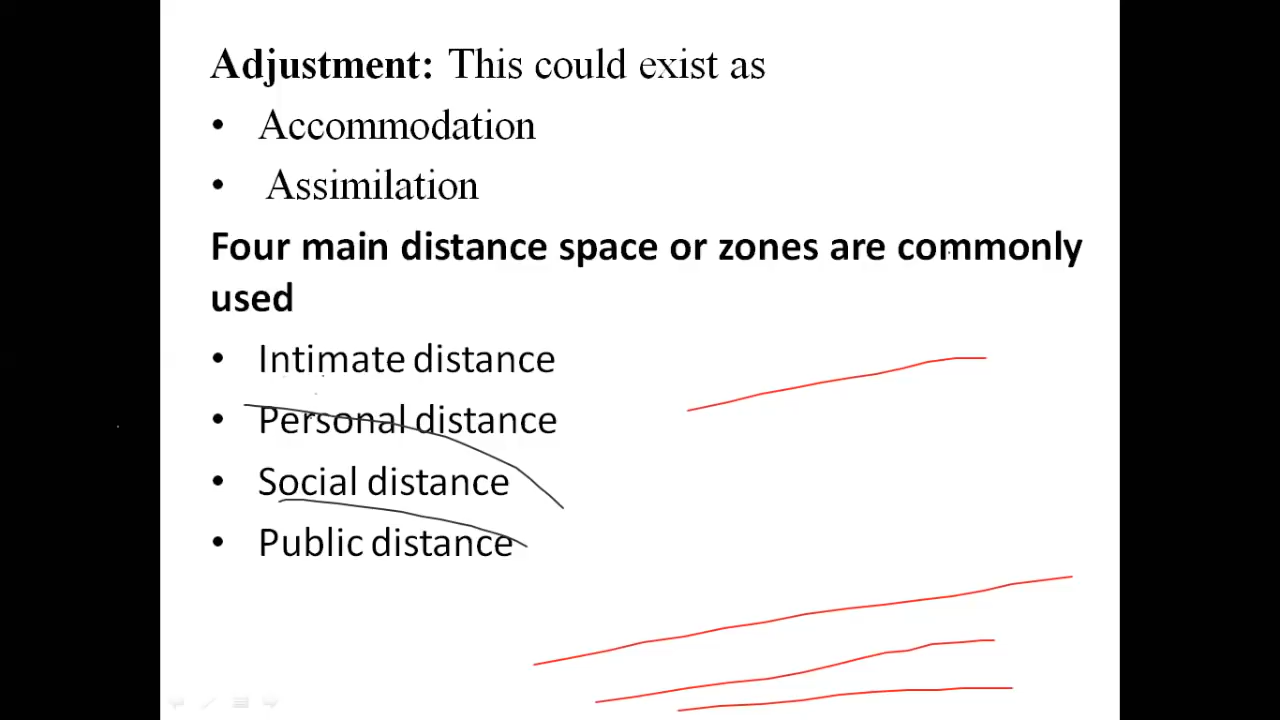 Adjustment: This could exist as
• Accommodation
• Assimilation
Four main distance space or zones are commonly
used
• Intimate distance
• Personal distance
• Social distance
• Public distance